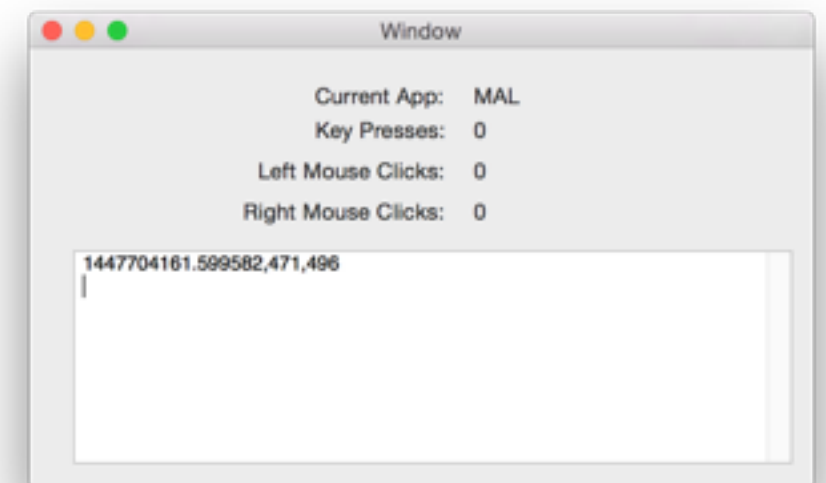 Window
Current App: MAL
Key Presses: 0
Left Mouse Clicks: 0
Right Mouse Clicks: 0
1447704161.599582,471,496